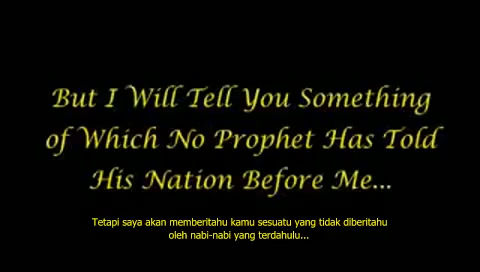 But I Will Tell You Something
of Which No Prophet Has Told
His Nation Before Me...
Tetapi saya akan memberitahu kamu sesuatu yang tidak diberitahu
oleh nabi-nabi yang terdahulu...